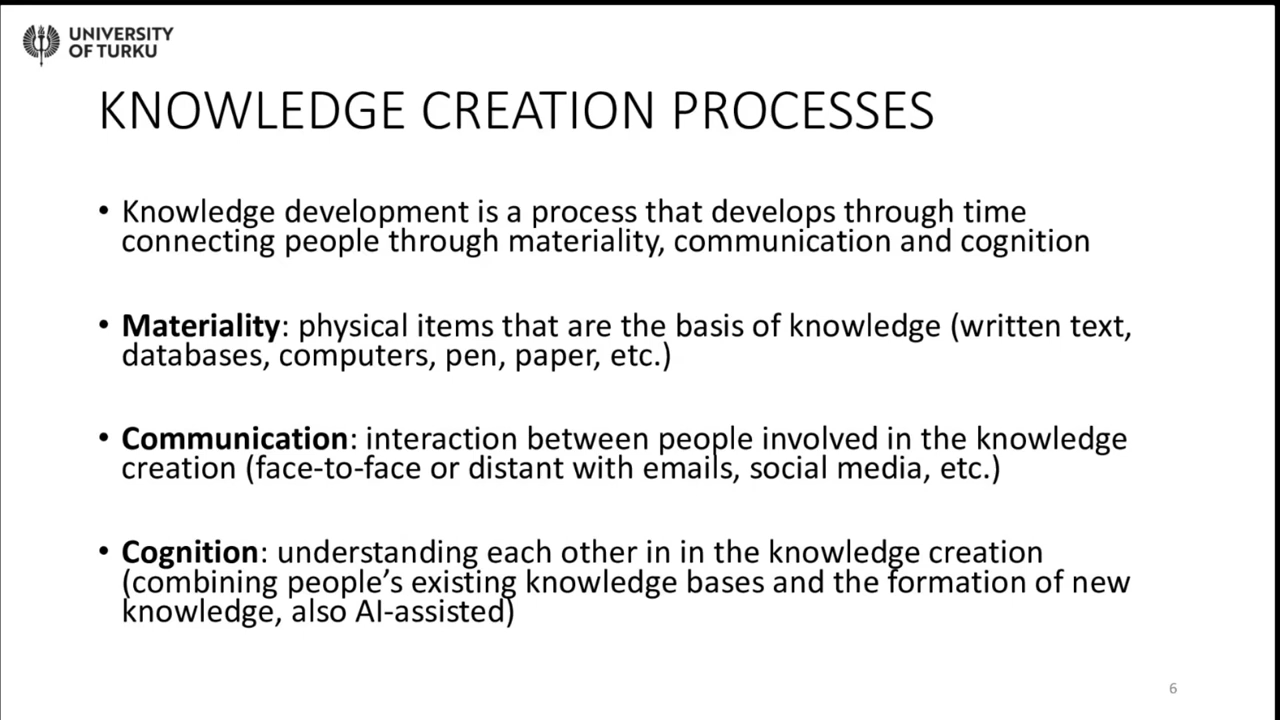 UNIVERSITY
OF TURKU
KNOWLEDGE CREATION PROCESSES
• Knowledge development is a process that develops through time
connecting people through materiality, communication and cognition
• Materiality: physical items that are the basis of knowledge (written text,
databases, computers, pen, paper, etc.)
• Communication: interaction between people involved in the knowledge
creation (face-to-face or distant with emails, social media, etc.)
• Cognition: understanding each other in in the knowledge creation
(combining people’s existing knowledge bases and the formation of new
knowledge, also AI-assisted)
6